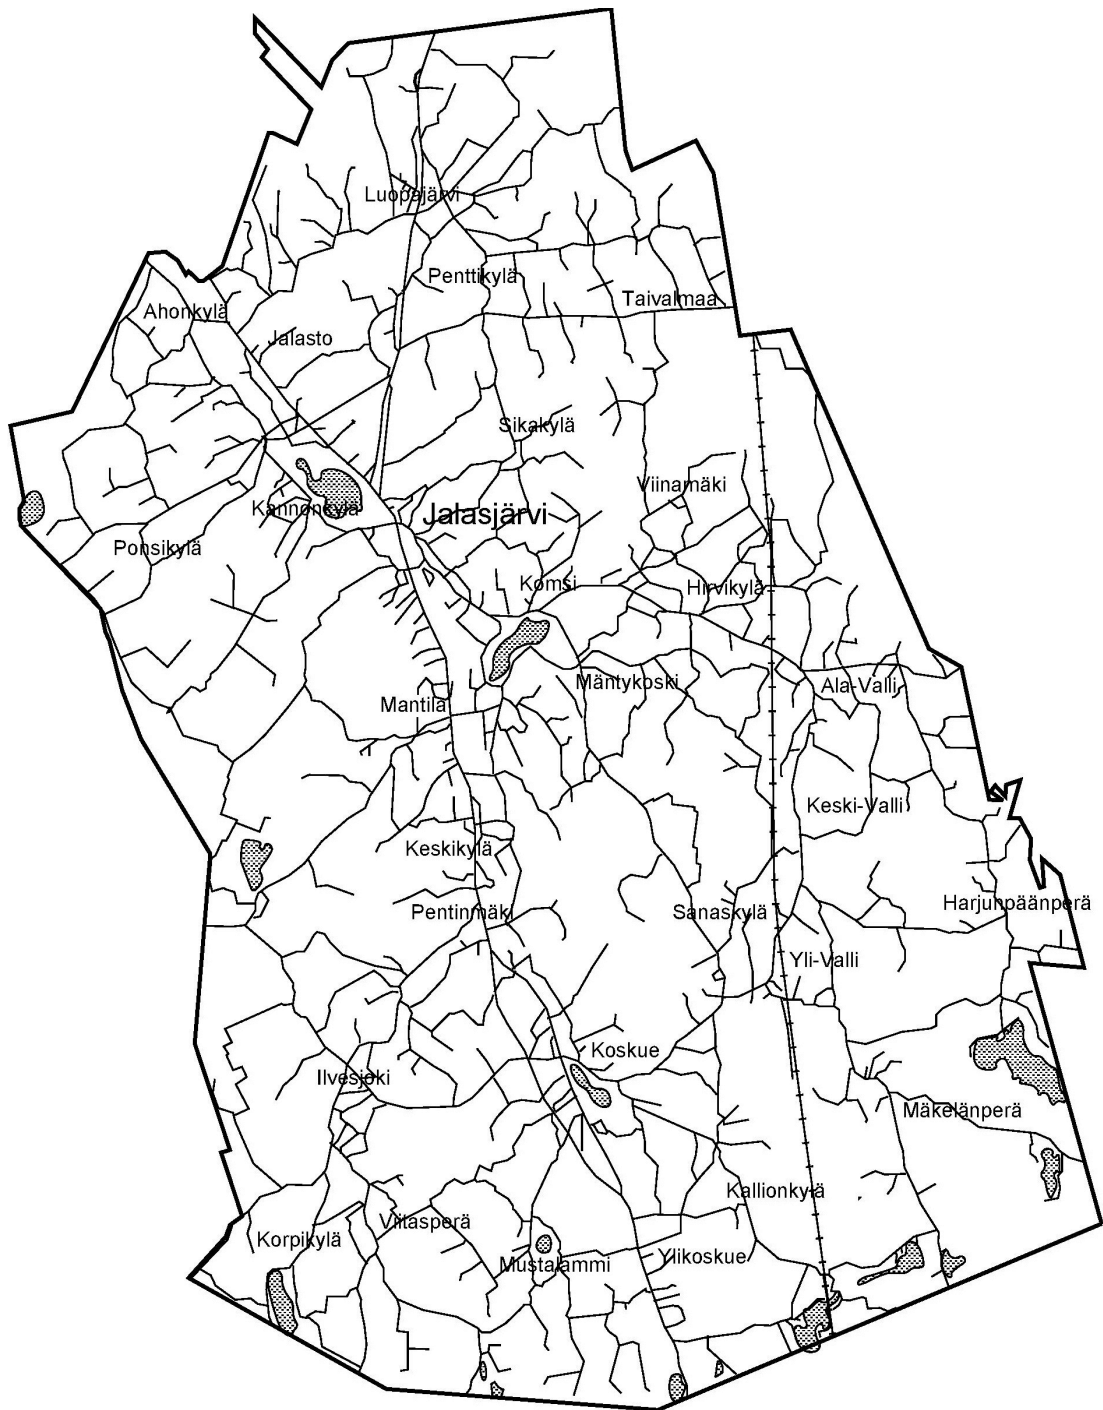 Luopajärvi
Penttikylä
Taivalmaa
Ahonkylä
Jalasto
Sikakylä
Viinamäki
Kannonkylä
Jalasjärvi
Ponsikylä
Komsi
Hirvikylä
Mäntykoski
Ala-Valli
Mantila
Keski-Valli
Keskikylä
Harjunpäänperä
Pentinmäki
Sanaskylä
Yli-Valli
Koskue
Ilvesjoki
Mäkelänperä
Kallionkylä
Viitasperä
Korpikylä
Ylikoskue
Mustalammi